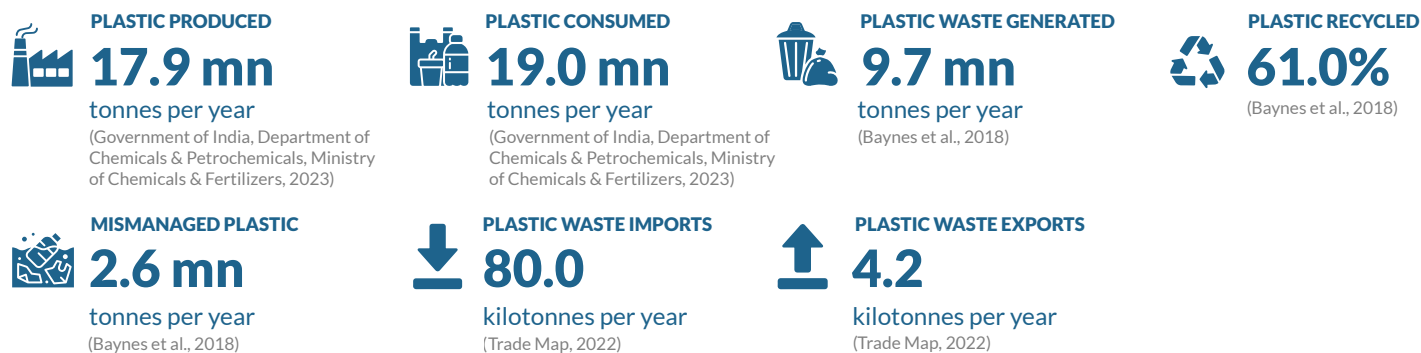 PLASTIC PRODUCED
17.9 mn
tonnes per year
(Government of India, Department of
Chemicals & Petrochemicals, Ministry
of Chemicals & Fertilizers, 2023)
PLASTIC CONSUMED
19.0 mn
tonnes per year
(Government of India, Department of
Chemicals & Petrochemicals, Ministry
of Chemicals & Fertilizers, 2023)
PLASTIC WASTE GENERATED
9.7 mn
tonnes per year
(Baynes et al., 2018)
PLASTIC RECYCLED
61.0%
(Baynes et al., 2018)
MISMANAGED PLASTIC
2.6 mn
tonnes per year
(Baynes et al., 2018)
PLASTIC WASTE IMPORTS
80.0
kilotonnes per year
(Trade Map, 2022)
PLASTIC WASTE EXPORTS
4.2
kilotonnes per year
(Trade Map, 2022)